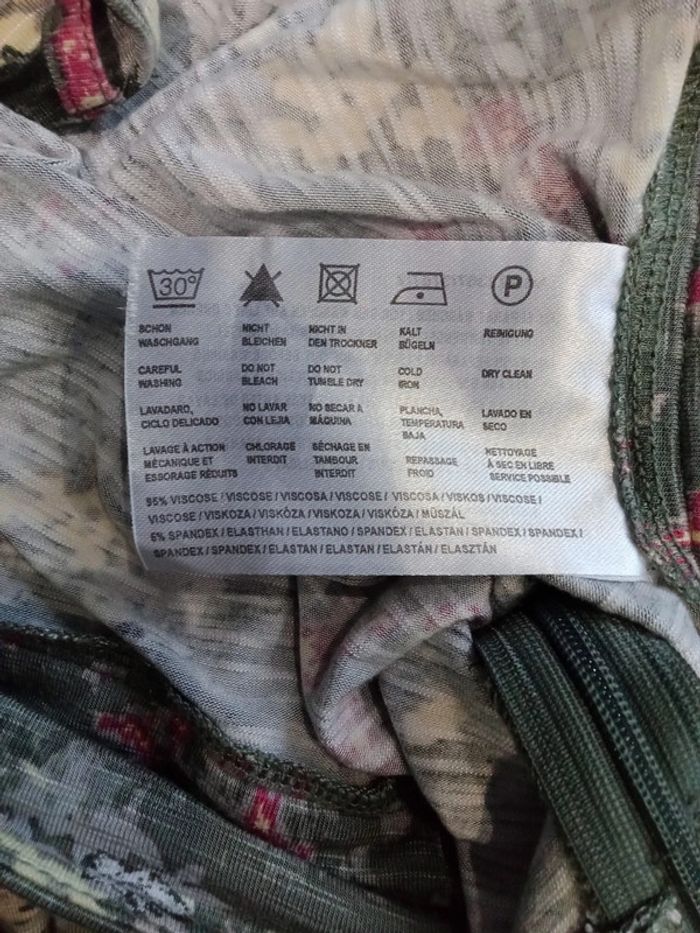 30°
P
SCHON
WASCHGANG
NICHT
BLEICHEN
NICHT IN
DEN TROCKNER
KALT
BÜGELN
REINIGUNG
CAREFUL
WASHING
DO NOT
BLEACH
DO NOT
TUMBLE DRY
COLD
IRON
DRY CLEAN
LAVADARD,
CICLO DELICADO
NO LAVAR
CON LEJIA
NO SECAR A
MÁQUINA
PLANCHA,
TEMPERATURA
BAJA
LAVADO EN
SECO
LAVAGE À ACTION
MÉCANIQUE ET
ESSORAGE RÉDUITS
CHLORAGE
INTERDIT
SÈCHAGE EN
TAMBOUR
INTERDIT
REPASSAGE
FROID
NETTOYAGE
À SEC EN LIBRE
SERVICE POSSIBLE
95% VISCOSE / VISCOSE / VISCOSA / VISCOSE / VISCOSA / VISKOS / VISCOSE /
VISCOSE / VISKOZA / VISKÓZA / VISKOZA / VISKÓZA / MŰSZÁL
5% SPANDEX / ELASTHAN / ELASTANO / SPANDEX / ELASTAN / SPANDEX / SPANDEX /
SPANDEX / SPANDEX / ELASTAN / ELASTAN / ELASTÁN / ELASZTÁN